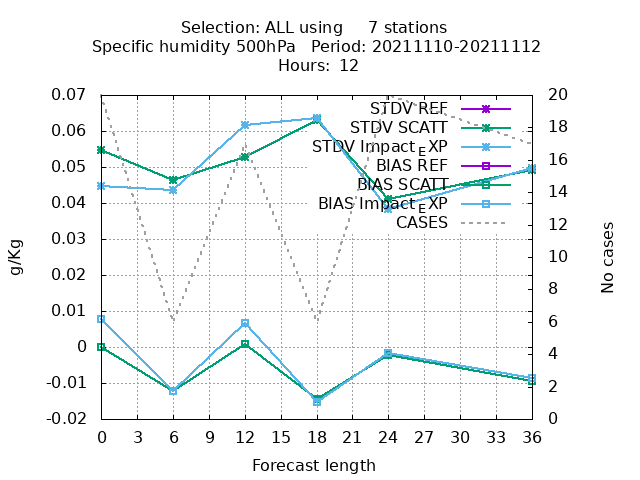 Selection: ALL using     7 stations
Specific humidity 500hPa   Period: 20211110-20211112
Hours:  12
0.07
0.06
0.05
0.04
0.03
0.02
0.01
0
-0.01
-0.02
g/Kg
STDV REF
STDV SCATT
STDV Impact_EXP
BIAS REF
BIAS SCATT
BIAS Impact_EXP
CASES
20
18
16
14
12
10
8
6
4
2
0
No cases
0 3 6 9 12 15 18 21 24 27 30 33 36
Forecast length